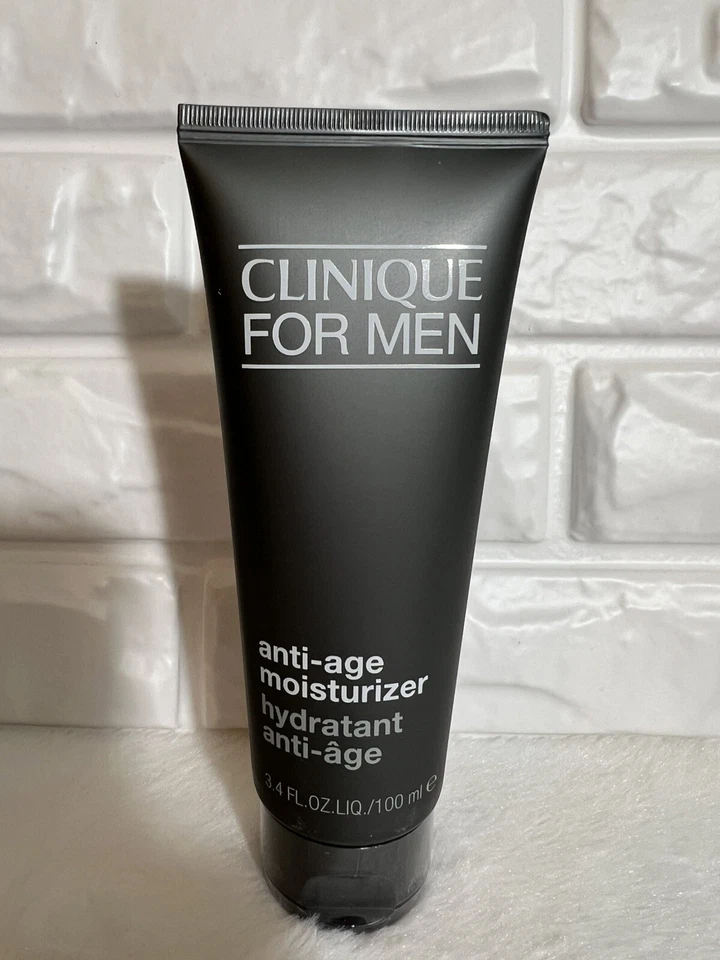 CLINIQUE
FOR MEN
anti-age
moisturizer
hydratant
anti-âge
3.4 FL.OZ.LIQ./100 ml ℮